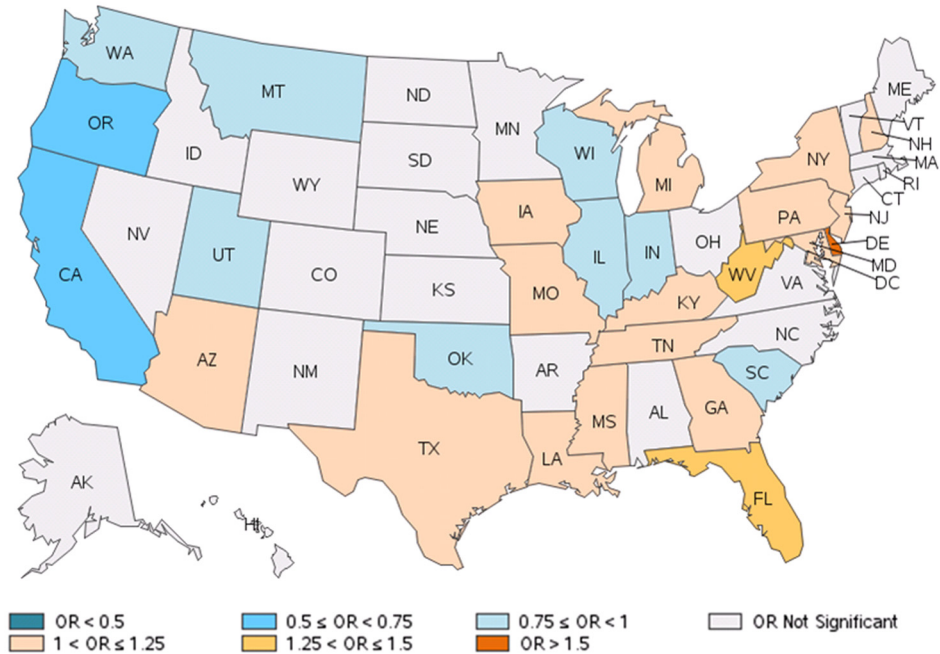 WA
MT
ND
MN
ME
OR
ID
SD
WI
VT
NH
WY
MI
NY
MA
RI
CT
IA
NE
PA
NJ
NV
UT
IL
IN
OH
DE
MD
CA
CO
WV
DC
KS
MO
KY
VA
AZ
NM
OK
AR
TN
NC
SC
TX
LA
MS
AL
GA
AK
HI
FL
OR < 0.5
0.5 ≤ OR < 0.75
0.75 ≤ OR < 1
OR Not Significant
1 < OR ≤ 1.25
1.25 < OR ≤ 1.5
OR > 1.5